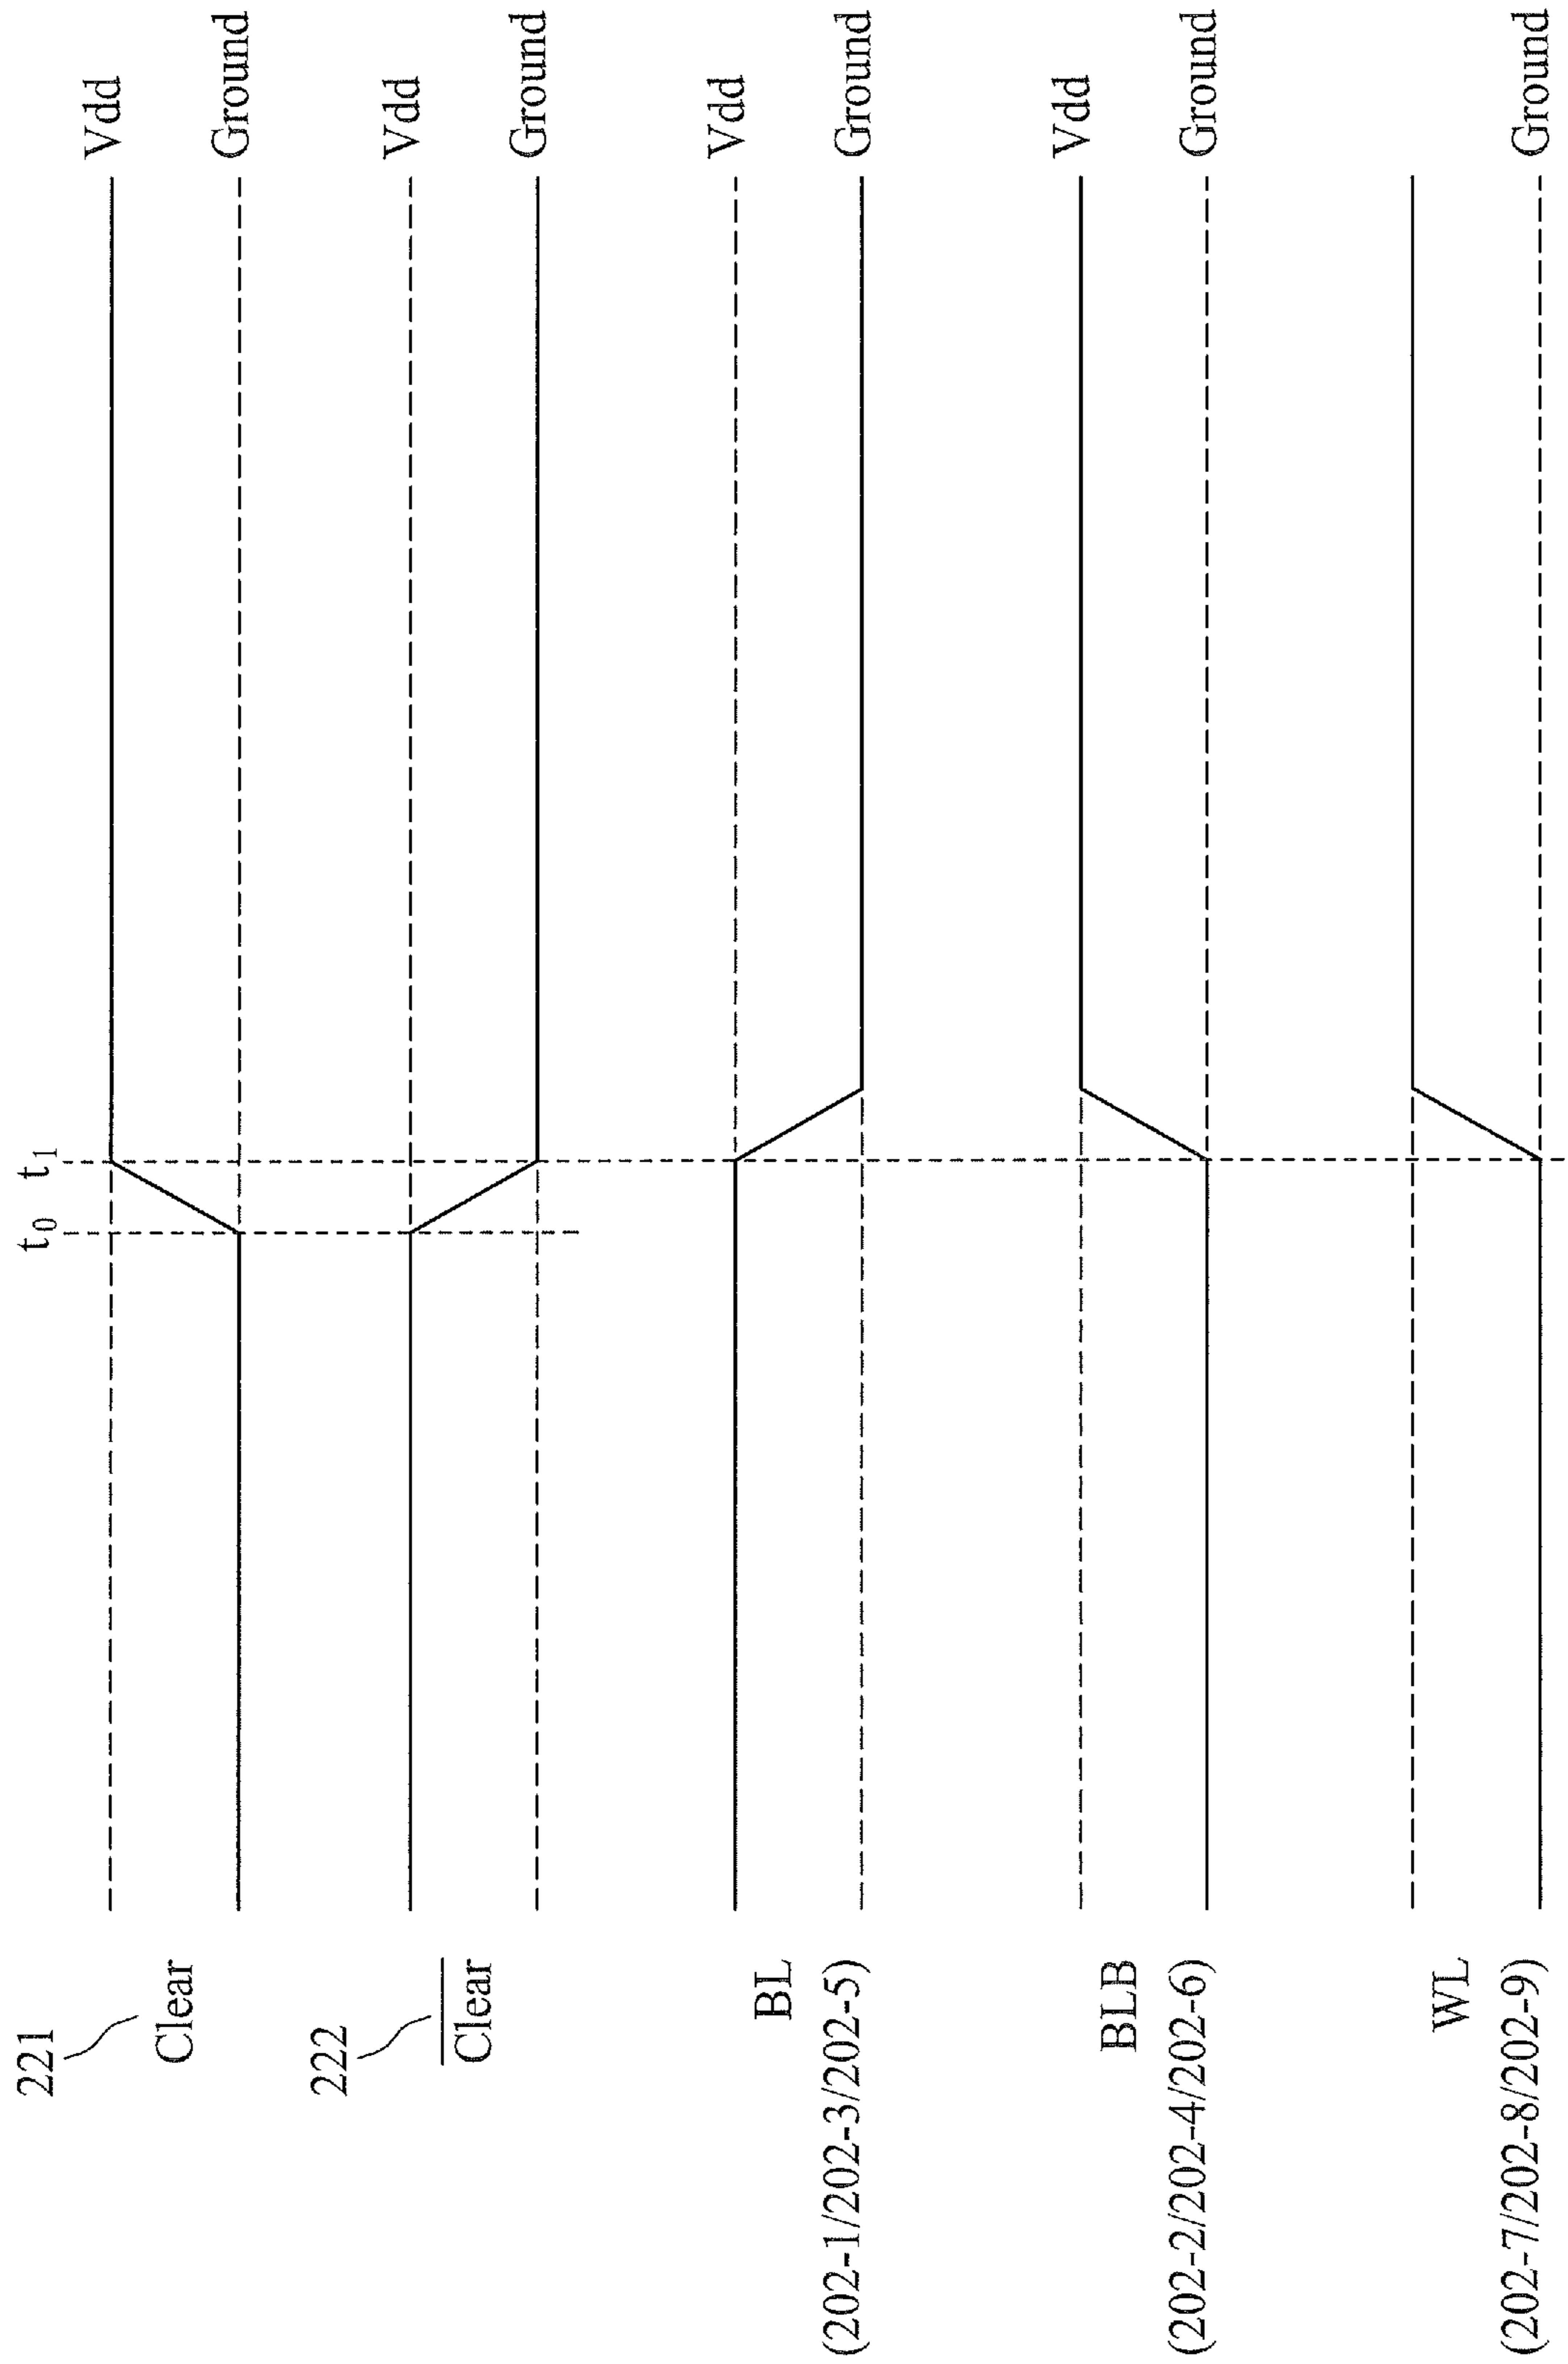 t₀ t₁
221
Clear
Vdd
Ground
222
Clear
Vdd
Ground
BL
(202-1/202-3/202-5)
Vdd
Ground
BLB
(202-2/202-4/202-6)
Vdd
Ground
WL
(202-7/202-8/202-9)
Ground